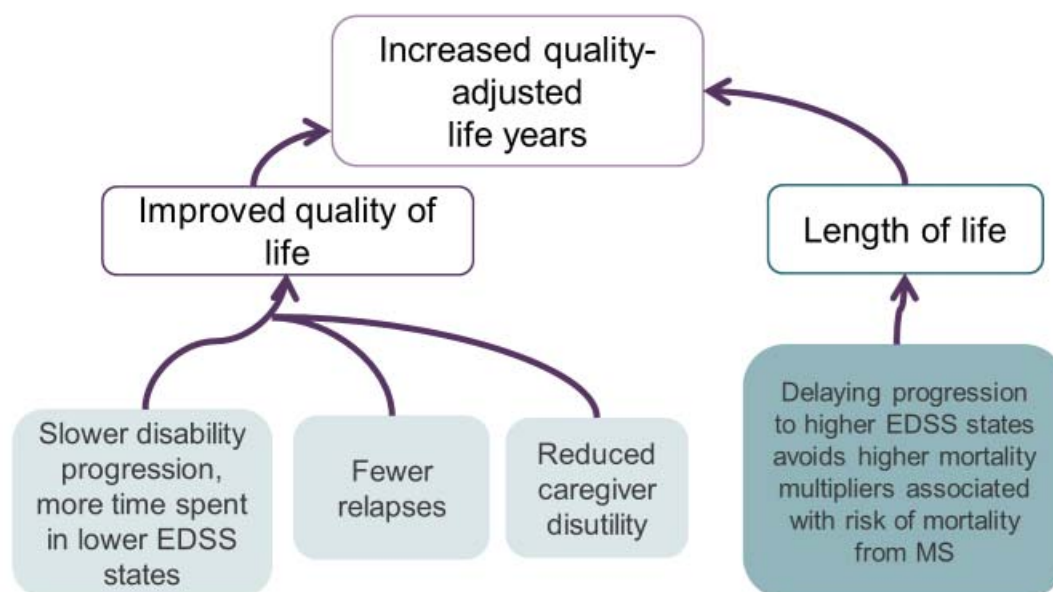 Increased quality-
adjusted
life years
Improved quality of
life
Length of life
Slower disability
progression,
more time spent
in lower EDSS
states
Fewer
relapses
Reduced
caregiver
disutility
Delaying progression
to higher EDSS states
avoids higher mortality
multipliers associated
with risk of mortality
from MS